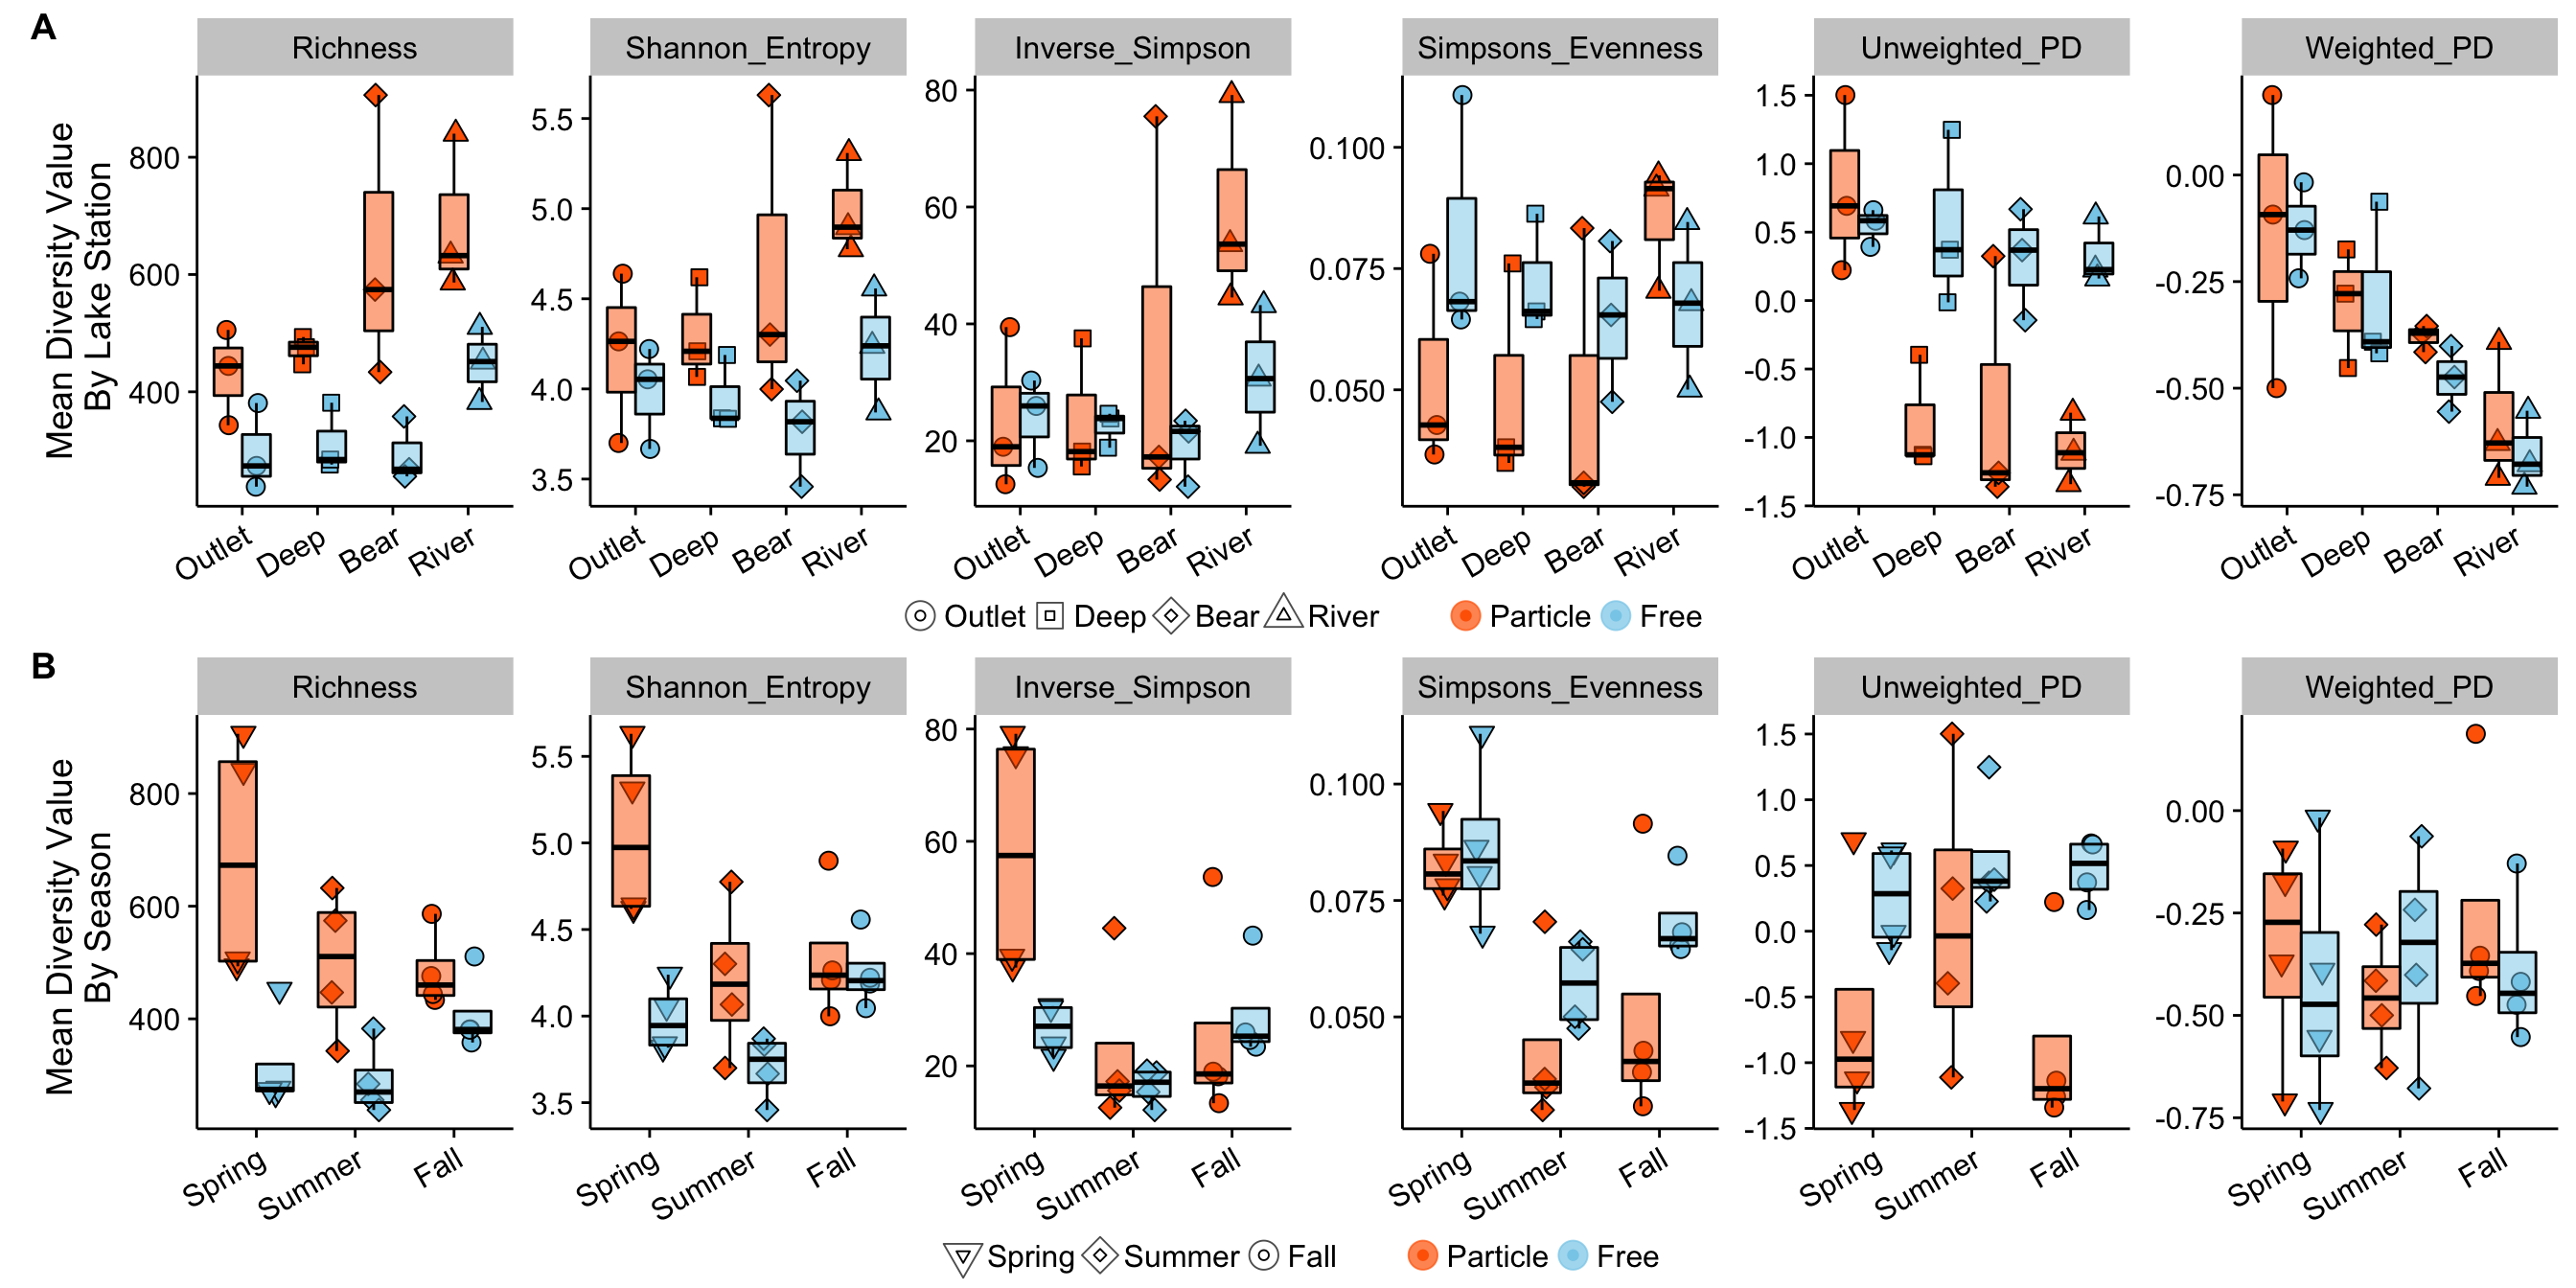 A
Richness
Shannon_Entropy
Inverse_Simpson
Simpsons_Evenness
Unweighted_PD
Weighted_PD
Mean Diversity Value
By Lake Station
800
600
400
5.5
5.0
4.5
4.0
3.5
80
60
40
20
0.100
0.075
0.050
1.5
1.0
0.5
0.0
-0.5
-1.0
-1.5
0.00
-0.25
-0.50
-0.75
Outlet Deep Bear River
Outlet Deep Bear River
Outlet Deep Bear River
Outlet Deep Bear River
Outlet Deep Bear River
Outlet Deep Bear River
Outlet Deep Bear River Particle Free
B
Richness
Shannon_Entropy
Inverse_Simpson
Simpsons_Evenness
Unweighted_PD
Weighted_PD
Mean Diversity Value
By Season
800
600
400
5.5
5.0
4.5
4.0
3.5
80
60
40
20
0.100
0.075
0.050
1.5
1.0
0.5
0.0
-0.5
-1.0
-1.5
0.00
-0.25
-0.50
-0.75
Spring Summer Fall
Spring Summer Fall
Spring Summer Fall
Spring Summer Fall
Spring Summer Fall
Spring Summer Fall
Spring Summer Fall Particle Free